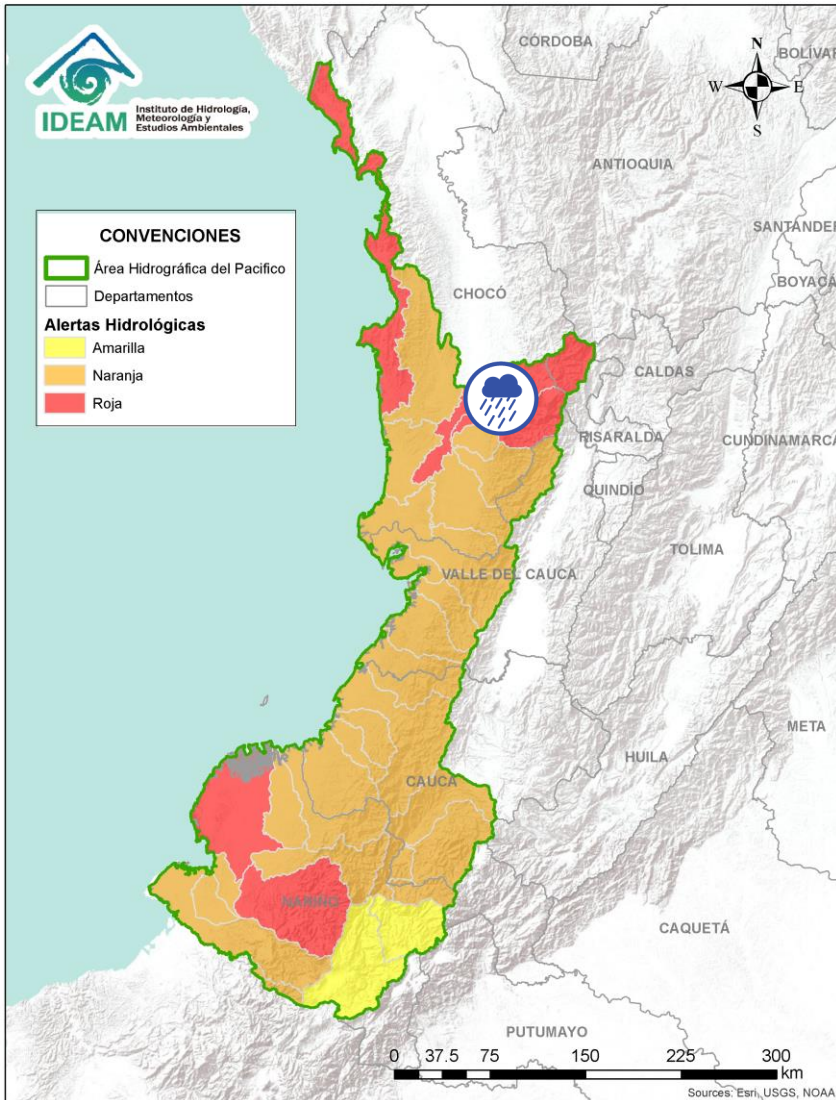 IDEAM
Instituto de Hidrología,
Meteorología y
Estudios Ambientales
CÓRDOBA
BOLÍVAR
N
W
E
S
ANTIOQUIA
SANTANDER
BOYACÁ
CONVENCIONES
Área Hidrográfica del Pacifico
Departamentos
Alertas Hidrológicas
Amarilla
Naranja
Roja
CHOCÓ
CALDAS
RISARALDA
CUNDINAMARCA
QUINDÍO
TOLIMA
VALLE DEL CAUCA
META
HUILA
CAUCA
NARIÑO
CAQUETÁ
PUTUMAYO
0 37.5 75 150 225 300
km
Sources: Esri, USGS, NOAA